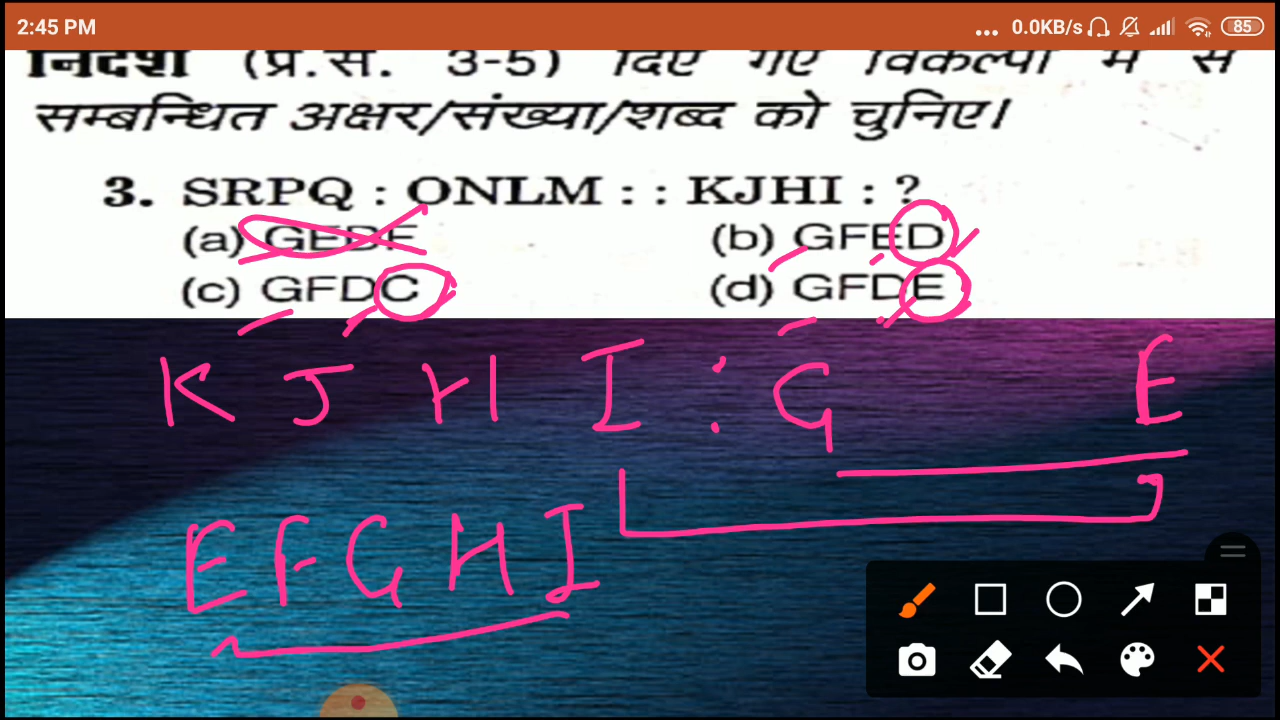 2:45 PM ... 0.0KB/s 85
निर्देश (प्र.स. 3-5) दिए गए विकल्पों में से
सम्बन्धित अक्षर/संख्या/शब्द को चुनिए।
3. SRPQ : ONLM : : KJHI : ?
(a) GEDF (b) GFED
(c) GFDC (d) GFDE
K J H I : G E
E F G H I